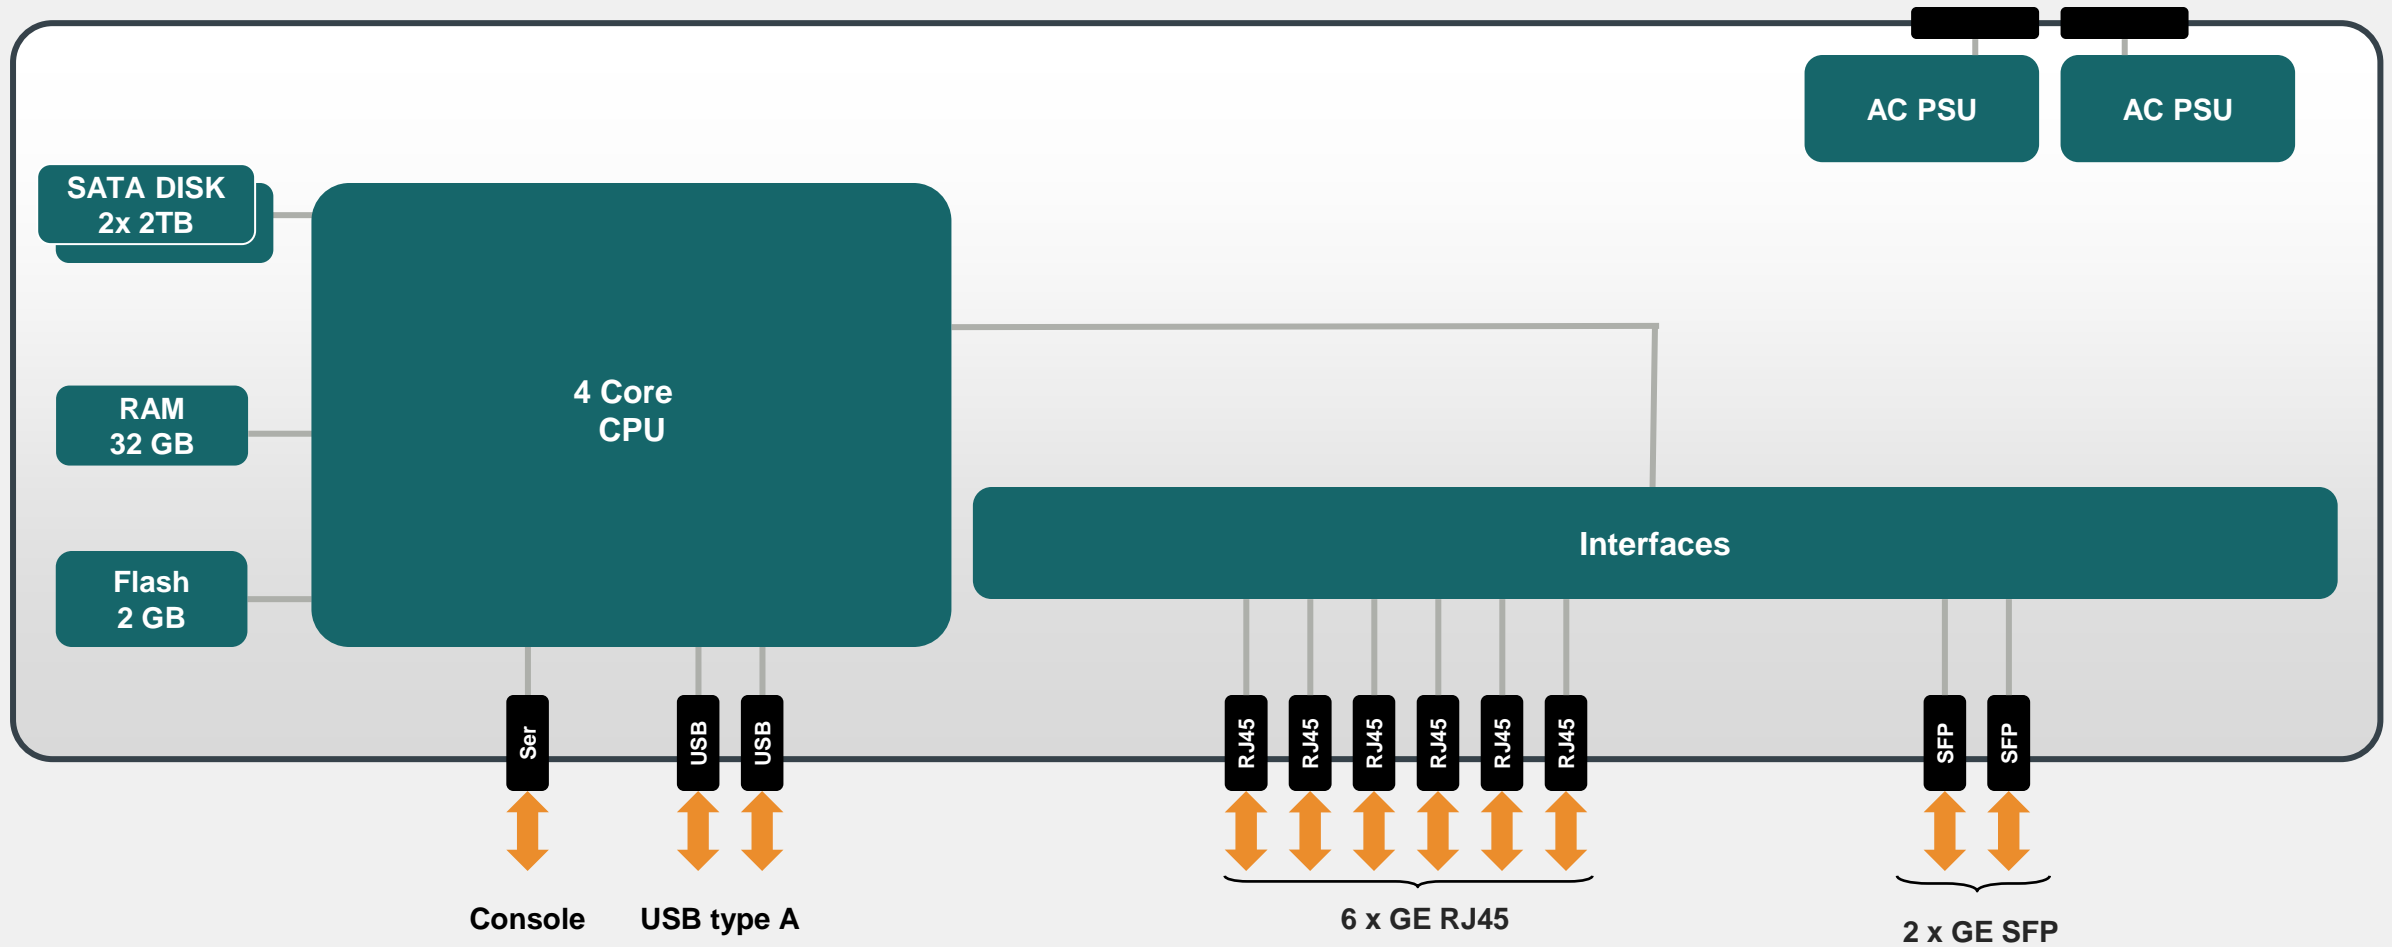 AC PSU
AC PSU
SATA DISK
2x 2TB
4 Core
CPU
RAM
32 GB
Interfaces
Flash
2 GB
Ser
USB
USB
RJ45
RJ45
RJ45
RJ45
RJ45
RJ45
SFP
SFP
Console
USB type A
6 x GE RJ45
2 x GE SFP